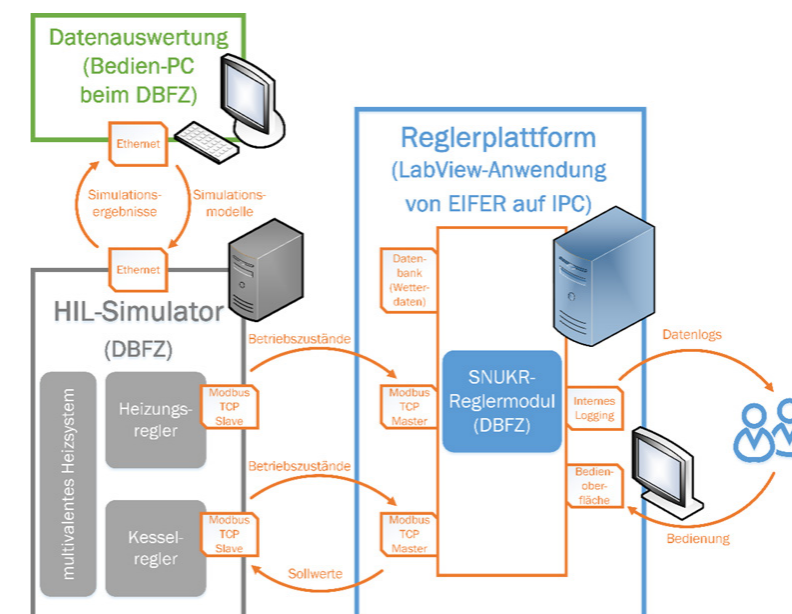 Datenauswertung
(Bedien-PC
beim DBFZ)
Ethernet
Simulations-
ergebnisse
Simulations-
modelle
Ethernet
HIL-Simulator
(DBFZ)
multivalentes Heizsystem
Heizungs-
regler
Modbus
TCP
Slave
Kessel-
regler
Modbus
TCP
Slave
Betriebszustände
Betriebszustände
Sollwerte
Reglerplattform
(LabView-Anwendung
von EIFER auf IPC)
Daten-
bank
(Wetter-
daten)
Modbus
TCP
Master
Modbus
TCP
Master
SNUKR-
Reglermodul
(DBFZ)
Internes
Logging
Bedien-
ober-
fläche
Datenlogs
Bedienung